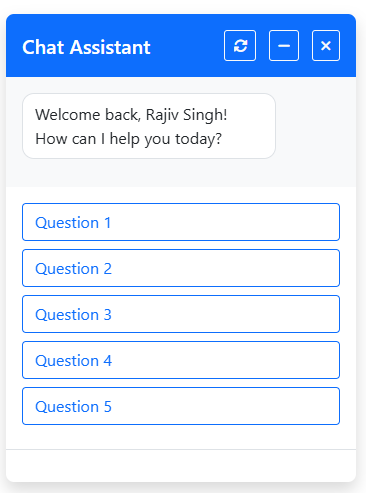 Chat Assistant
Welcome back, Rajiv Singh!
How can I help you today?
Question 1
Question 2
Question 3
Question 4
Question 5